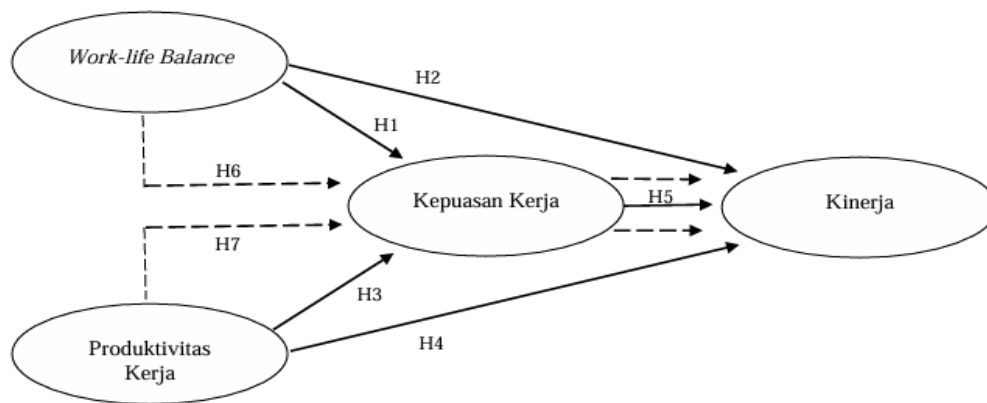 Work-life Balance
H2
H1
H6
Kepuasan Kerja
H5
Kinerja
H7
H3
H4
Produktivitas
Kerja